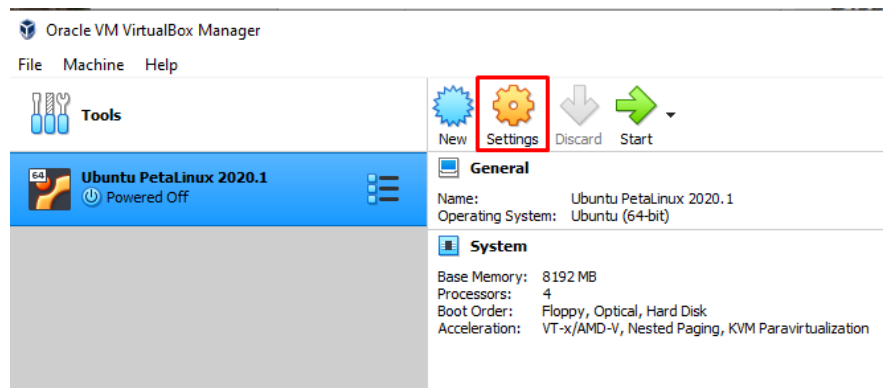 Oracle VM VirtualBox Manager
File Machine Help
Tools
New Settings Discard Start
64
Ubuntu PetaLinux 2020.1
Powered Off
General
Name: Ubuntu PetaLinux 2020.1
Operating System: Ubuntu (64-bit)
System
Base Memory: 8192 MB
Processors: 4
Boot Order: Floppy, Optical, Hard Disk
Acceleration: VT-x/AMD-V, Nested Paging, KVM Paravirtualization